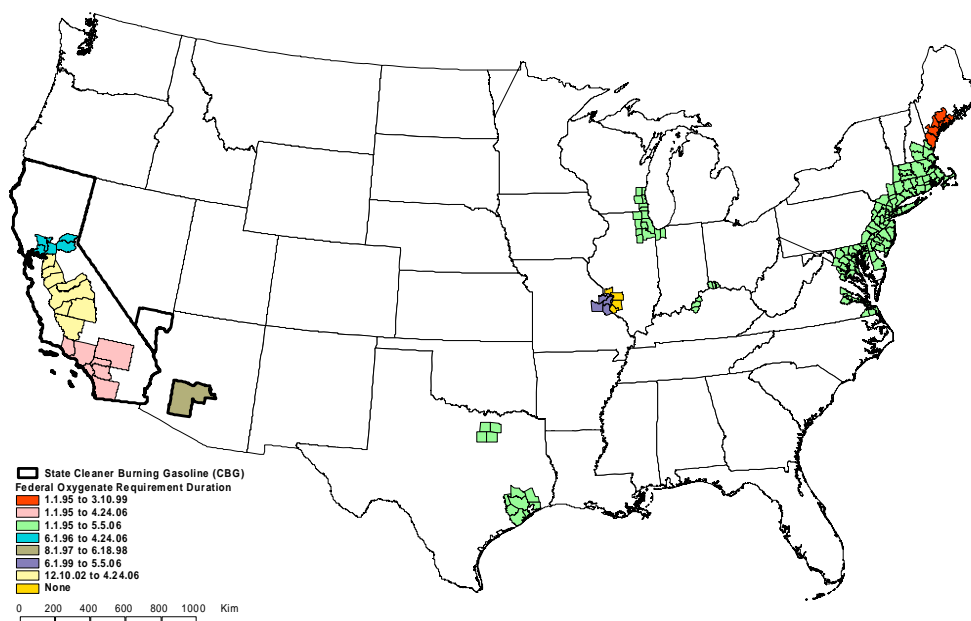 State Cleaner Burning Gasoline (CBG)
Federal Oxygenate Requirement Duration
1.1.95 to 3.10.99
1.1.95 to 4.24.06
1.1.95 to 5.5.06
6.1.96 to 4.24.06
8.1.97 to 6.18.98
6.1.99 to 5.5.06
12.10.02 to 4.24.06
None
0 200 400 600 800 1000 Kim